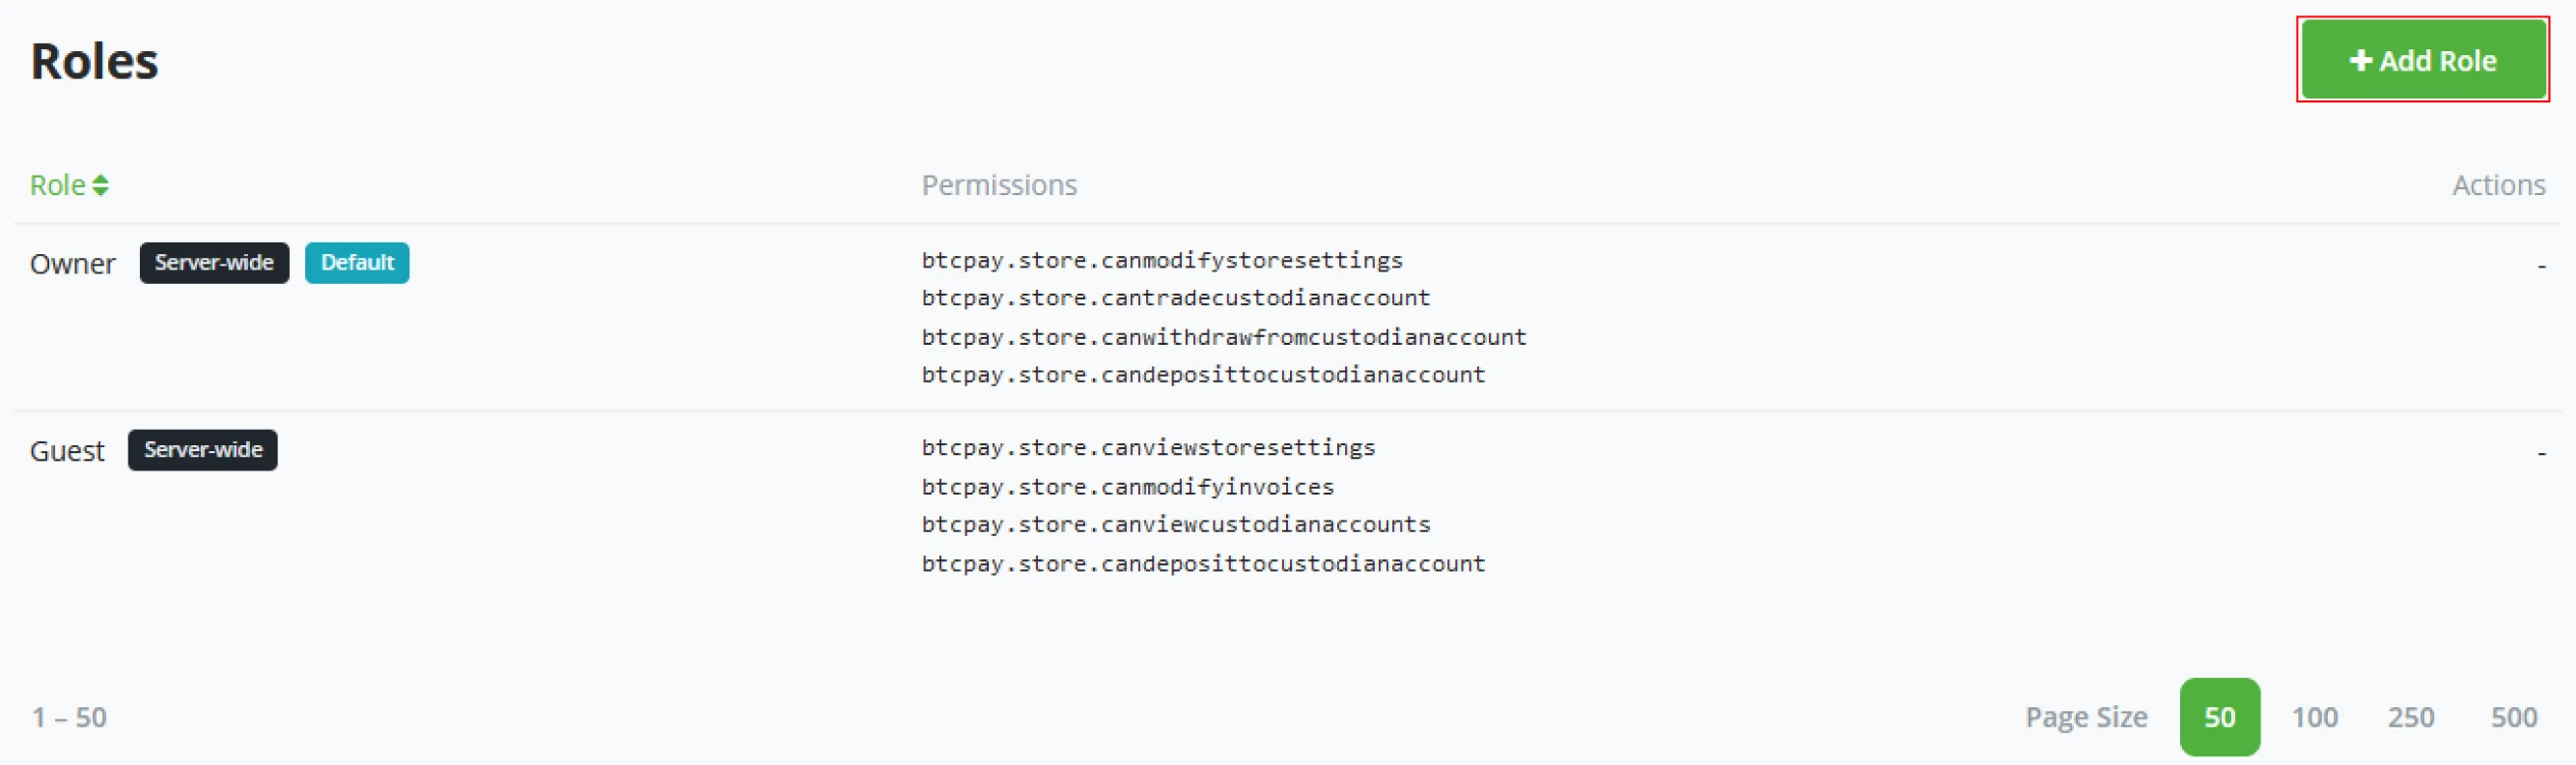 Roles
Add Role
Role Permissions Actions
Owner Server-wide Default btcpay.store.canmodifystoresettings -
btcpay.store.cantradecustodianaccount
btcpay.store.canwithdrawfromcustodianaccount
btcpay.store.candeposittocustodianaccount
Guest Server-wide btcpay.store.canviewstoresettings -
btcpay.store.canmodifyinvoices
btcpay.store.canviewcustodianaccounts
btcpay.store.candeposittocustodianaccount
1 – 50 Page Size 50 100 250 500